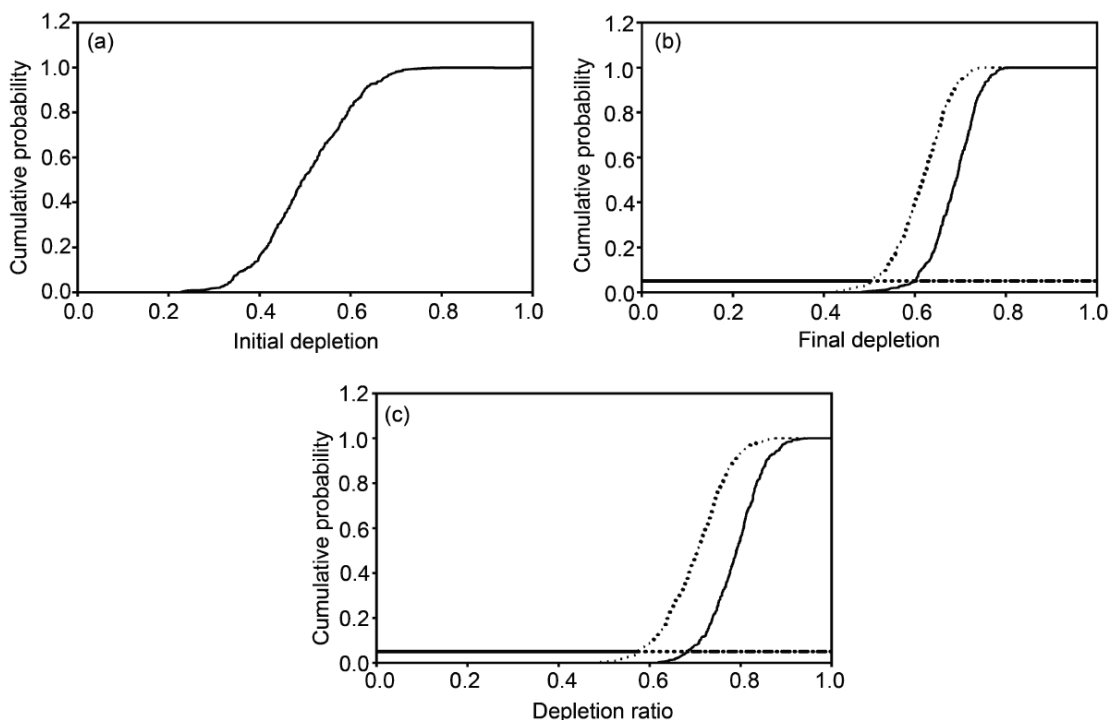 (a)
Cumulative probability
1.2
1.0
0.8
0.6
0.4
0.2
0.0
0.0 0.2 0.4 0.6 0.8 1.0
Initial depletion
(b)
Cumulative probability
1.2
1.0
0.8
0.6
0.4
0.2
0.0
0.0 0.2 0.4 0.6 0.8 1.0
Final depletion
(c)
Cumulative probability
1.2
1.0
0.8
0.6
0.4
0.2
0.0
0.0 0.2 0.4 0.6 0.8 1.0
Depletion ratio